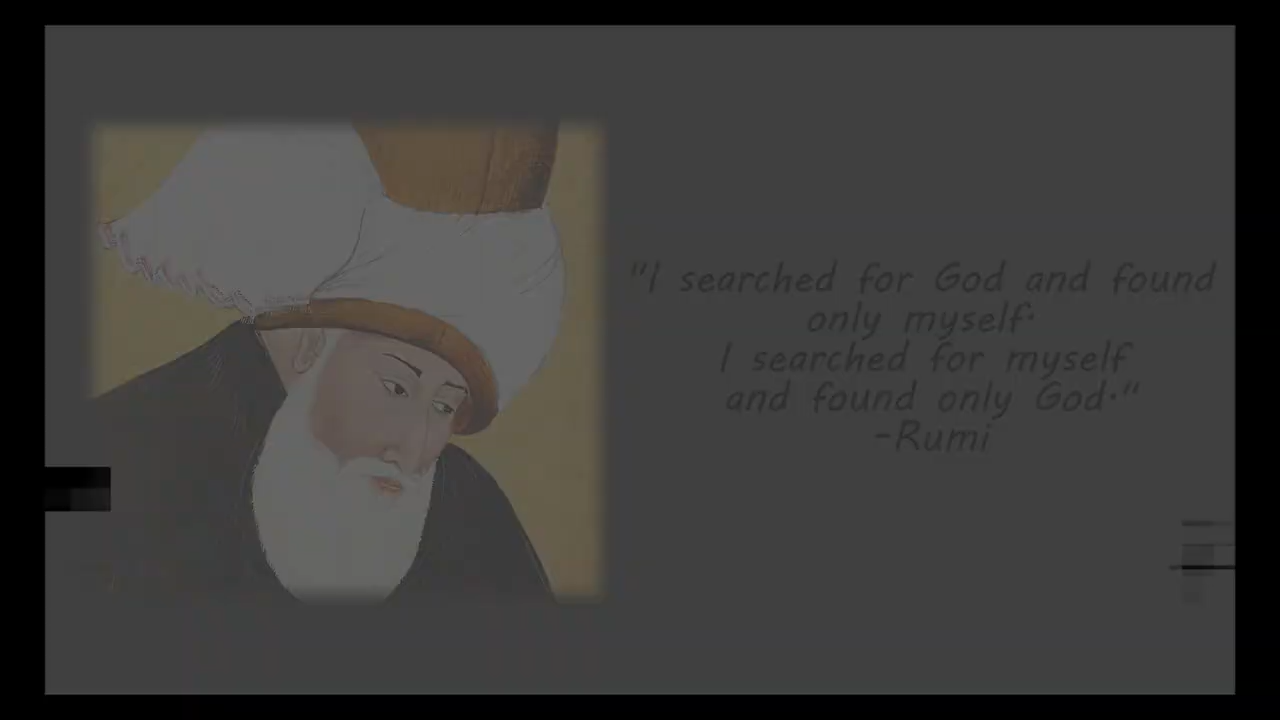 "I searched for God and found
only myself.
I searched for myself
and found only God."
-Rumi